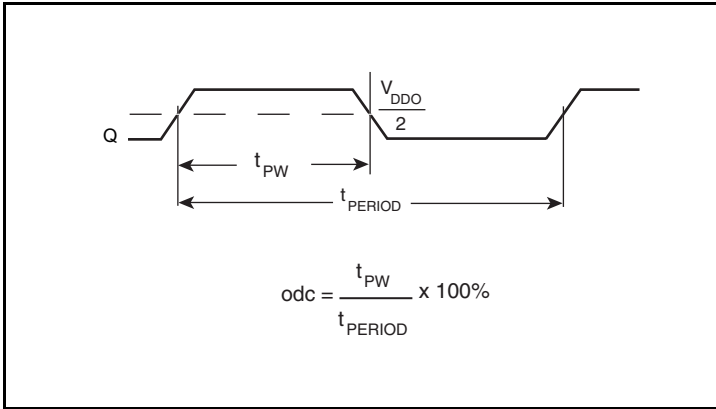 V_DDO
2
Q
t_PW
t_PERIOD
odc = t_PW x 100%
t_PERIOD